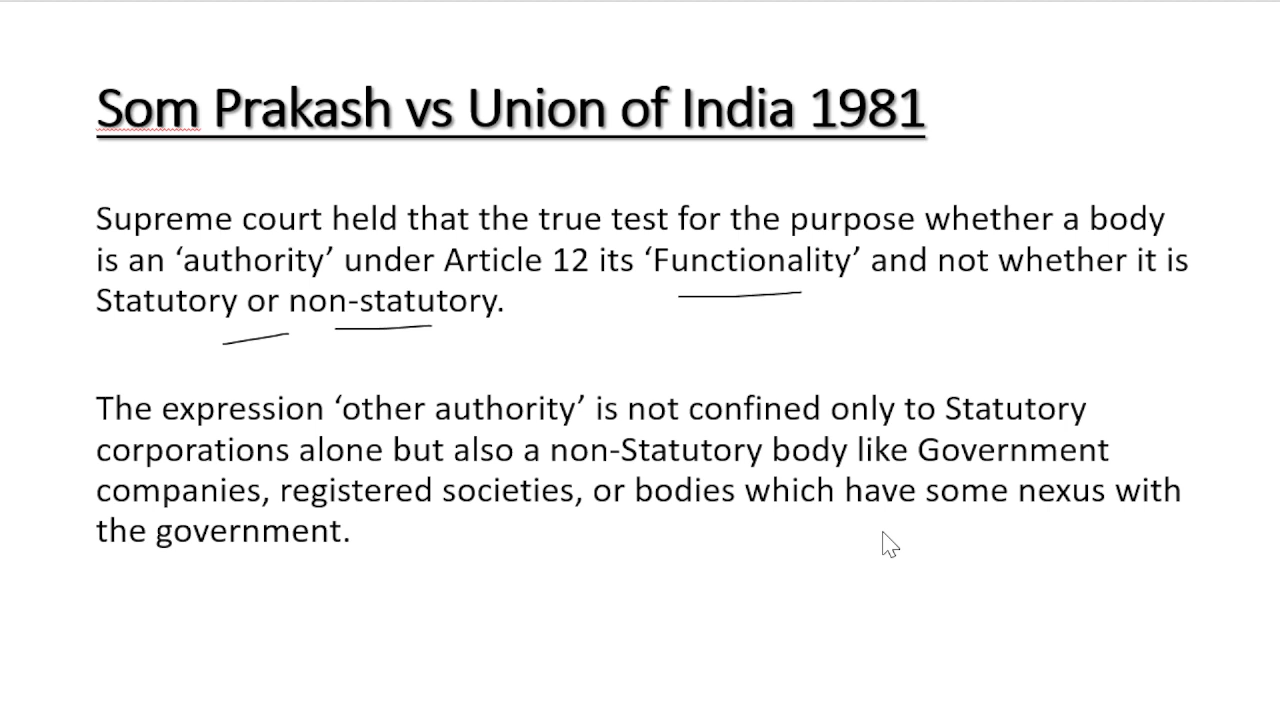 Som Prakash vs Union of India 1981
Supreme court held that the true test for the purpose whether a body
is an ‘authority’ under Article 12 its ‘Functionality’ and not whether it is
Statutory or non-statutory.
The expression ‘other authority’ is not confined only to Statutory
corporations alone but also a non-Statutory body like Government
companies, registered societies, or bodies which have some nexus with
the government.